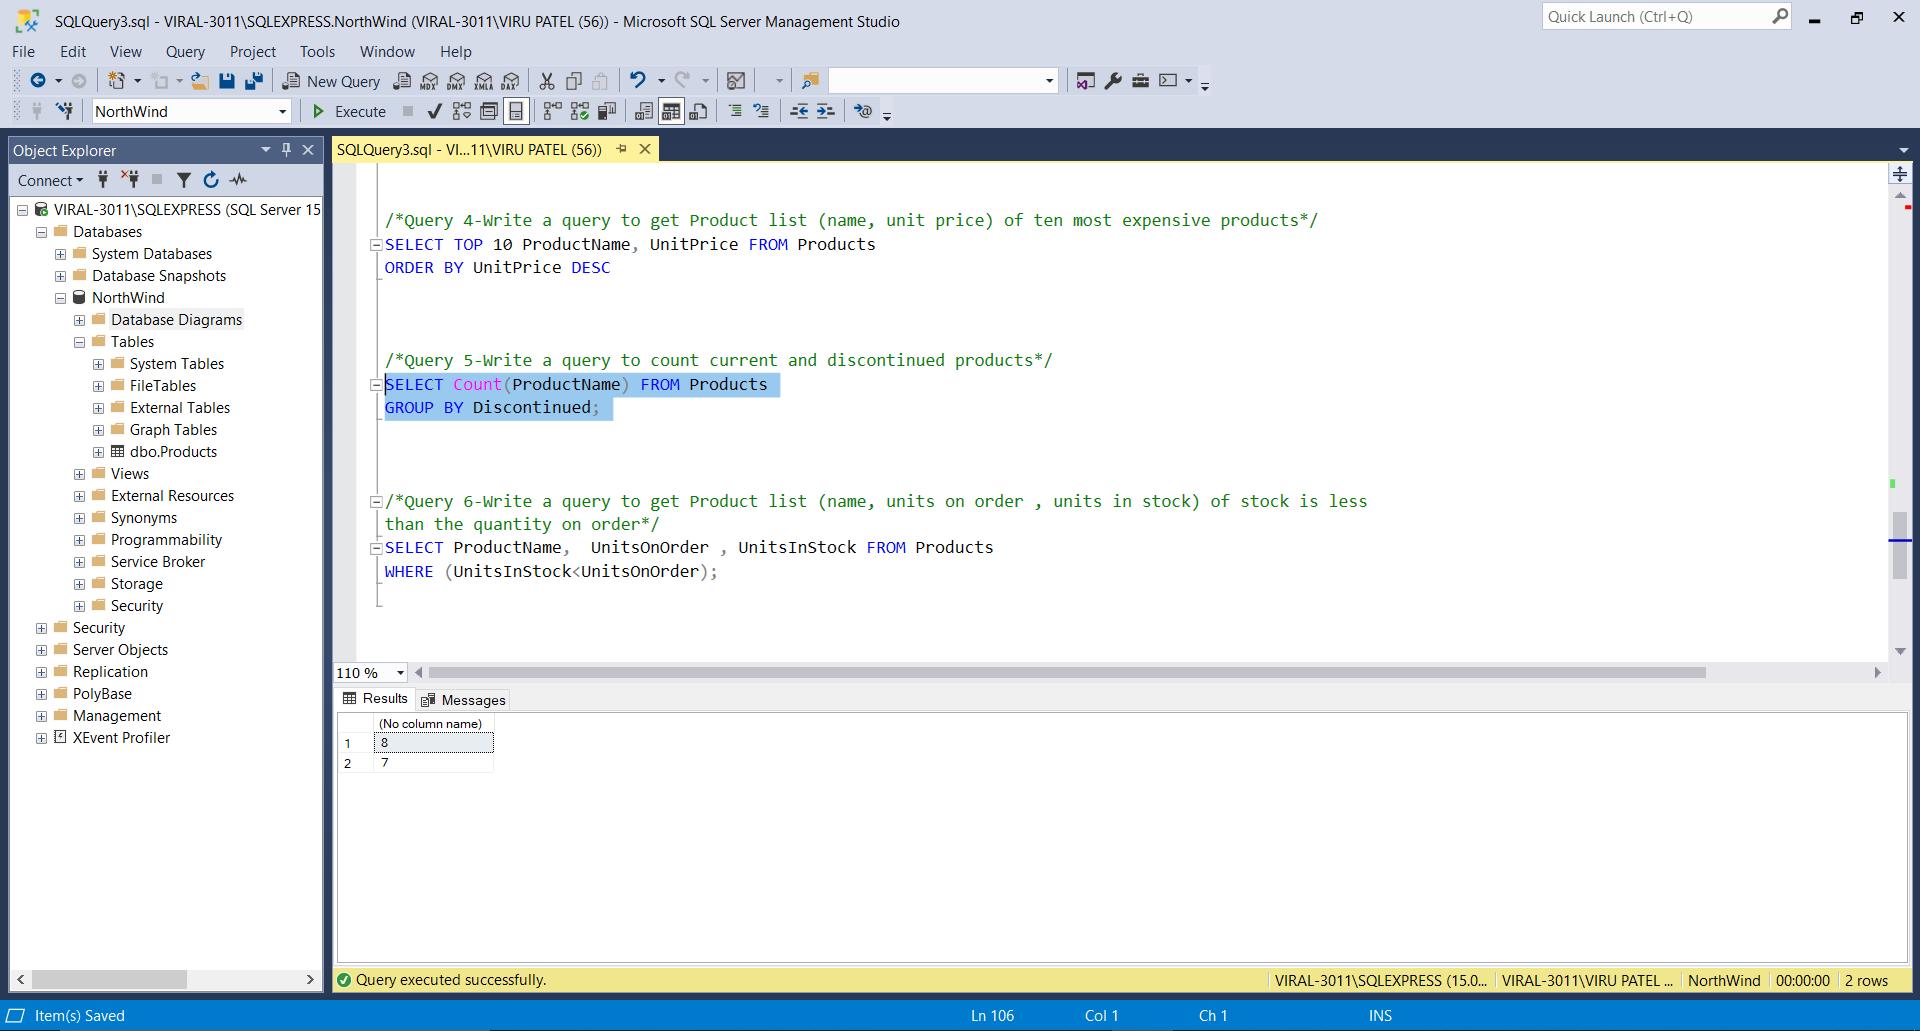 SQLQuery3.sql - VIRAL-3011\SQLEXPRESS.NorthWind (VIRAL-3011\VIRU PATEL (56)) - Microsoft SQL Server Management Studio
Quick Launch (Ctrl+Q)
File Edit View Query Project Tools Window Help
New Query
MDX DMX XMLA DAX
NorthWind
Execute
Object Explorer
Connect
VIRAL-3011\SQLEXPRESS (SQL Server 15
Databases
System Databases
Database Snapshots
NorthWind
Database Diagrams
Tables
System Tables
FileTables
External Tables
Graph Tables
dbo.Products
Views
External Resources
Synonyms
Programmability
Service Broker
Storage
Security
Security
Server Objects
Replication
PolyBase
Management
XEvent Profiler
SQLQuery3.sql - VI...11\VIRU PATEL (56))
/*Query 4-Write a query to get Product list (name, unit price) of ten most expensive products*/
SELECT TOP 10 ProductName, UnitPrice FROM Products
ORDER BY UnitPrice DESC
/*Query 5-Write a query to count current and discontinued products*/
SELECT Count(ProductName) FROM Products
GROUP BY Discontinued;
/*Query 6-Write a query to get Product list (name, units on order , units in stock) of stock is less
than the quantity on order*/
SELECT ProductName,  UnitsOnOrder , UnitsInStock FROM Products
WHERE (UnitsInStock<UnitsOnOrder);
110 %
Results Messages
(No column name)
1 8
2 7
Query executed successfully.
VIRAL-3011\SQLEXPRESS (15.0... VIRAL-3011\VIRU PATEL ... NorthWind 00:00:00 2 rows
Item(s) Saved Ln 106 Col 1 Ch 1 INS